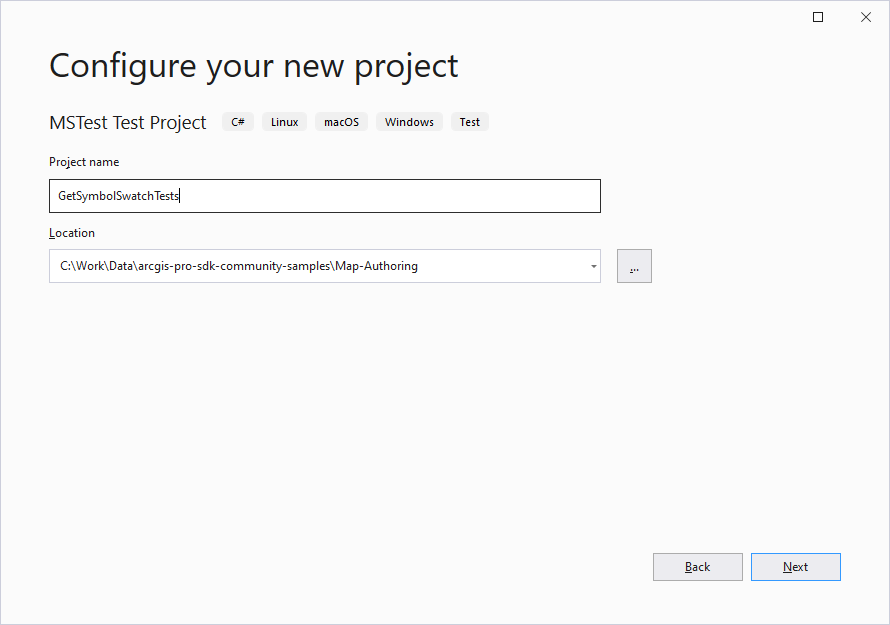 Configure your new project
MSTest Test Project C# Linux macOS Windows Test
Project name
GetSymbolSwatchTests
Location
C:\Work\Data\arcgis-pro-sdk-community-samples\Map-Authoring ...
Back Next